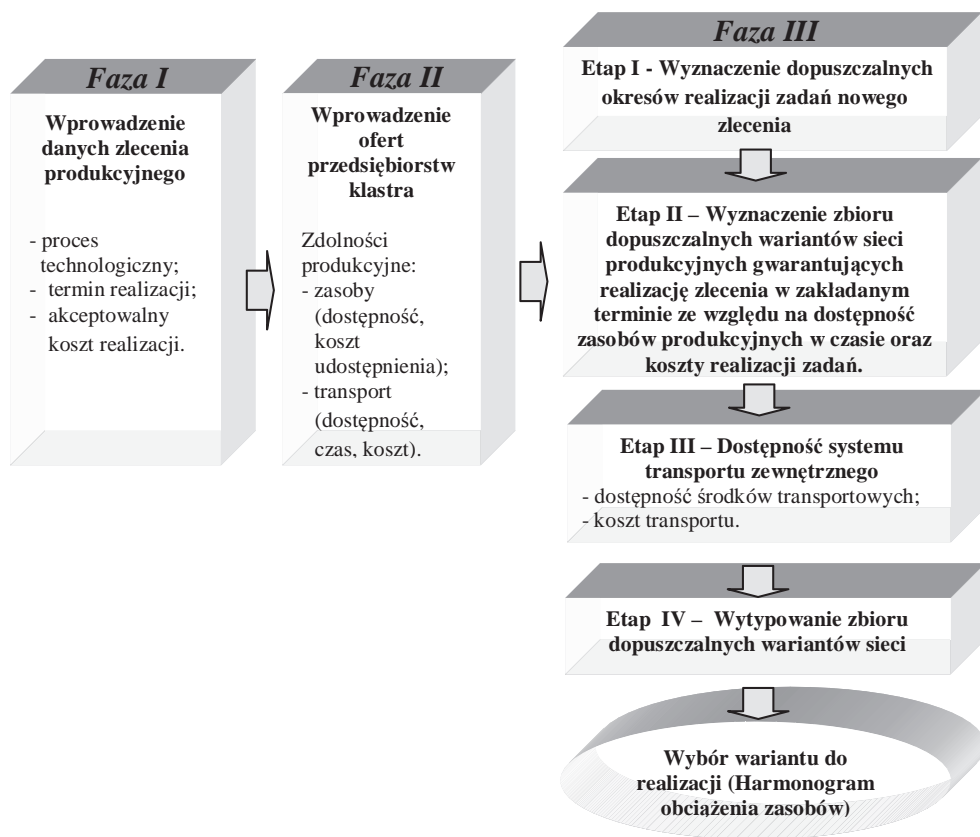 Faza I
Wprowadzenie
danych zlecenia
produkcyjnego
- proces
technologiczny;
- termin realizacji;
- akceptowalny
koszt realizacji.
Faza II
Wprowadzenie
ofert
przedsiębiorstw
klastra
Zdolności
produkcyjne:
- zasoby
(dostępność,
koszt
udostępnienia);
- transport
(dostępność,
czas, koszt).
Faza III
Etap I - Wyznaczenie dopuszczalnych
okresów realizacji zadań nowego
zlecenia
Etap II – Wyznaczenie zbioru
dopuszczalnych wariantów sieci
produkcyjnych gwarantujących
realizację zlecenia w zakładanym
terminie ze względu na dostępność
zasobów produkcyjnych w czasie oraz
koszty realizacji zadań.
Etap III – Dostępność systemu
transportu zewnętrznego
- dostępność środków transportowych;
- koszt transportu.
Etap IV – Wytypowanie zbioru
dopuszczalnych wariantów sieci
Wybór wariantu do
realizacji (Harmonogram
obciążenia zasobów)